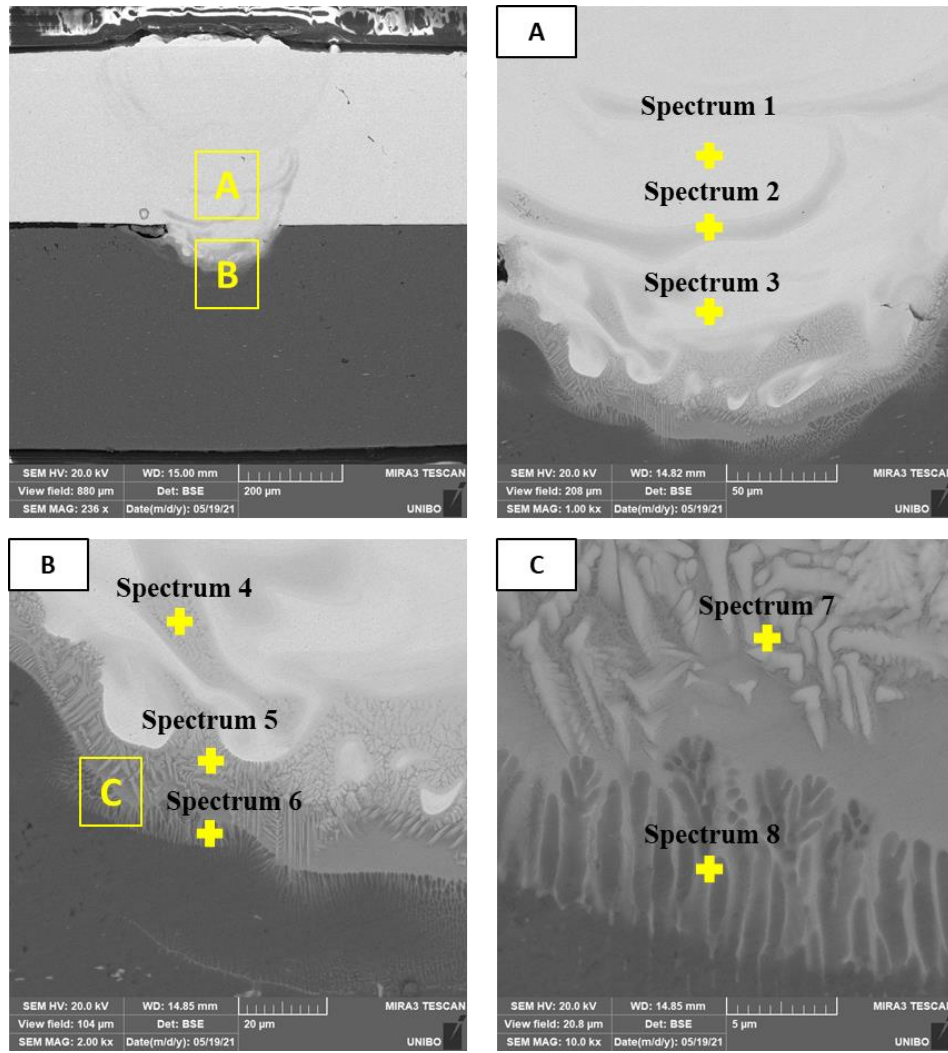 A
B
SEM HV: 20.0 kV WD: 15.00 mm MIRA3 TESCAN
View field: 880 µm Det: BSE 200 µm
SEM MAG: 236 x Date(m/d/y): 05/19/21 UNIBO
A
Spectrum 1
Spectrum 2
Spectrum 3
SEM HV: 20.0 kV WD: 14.82 mm MIRA3 TESCAN
View field: 208 µm Det: BSE 50 µm
SEM MAG: 1.00 kx Date(m/d/y): 05/19/21 UNIBO
B
Spectrum 4
Spectrum 5
C
Spectrum 6
SEM HV: 20.0 kV WD: 14.85 mm MIRA3 TESCAN
View field: 104 µm Det: BSE 20 µm
SEM MAG: 2.00 kx Date(m/d/y): 05/19/21 UNIBO
C
Spectrum 7
Spectrum 8
SEM HV: 20.0 kV WD: 14.85 mm MIRA3 TESCAN
View field: 20.8 µm Det: BSE 5 µm
SEM MAG: 10.0 kx Date(m/d/y): 05/19/21 UNIBO